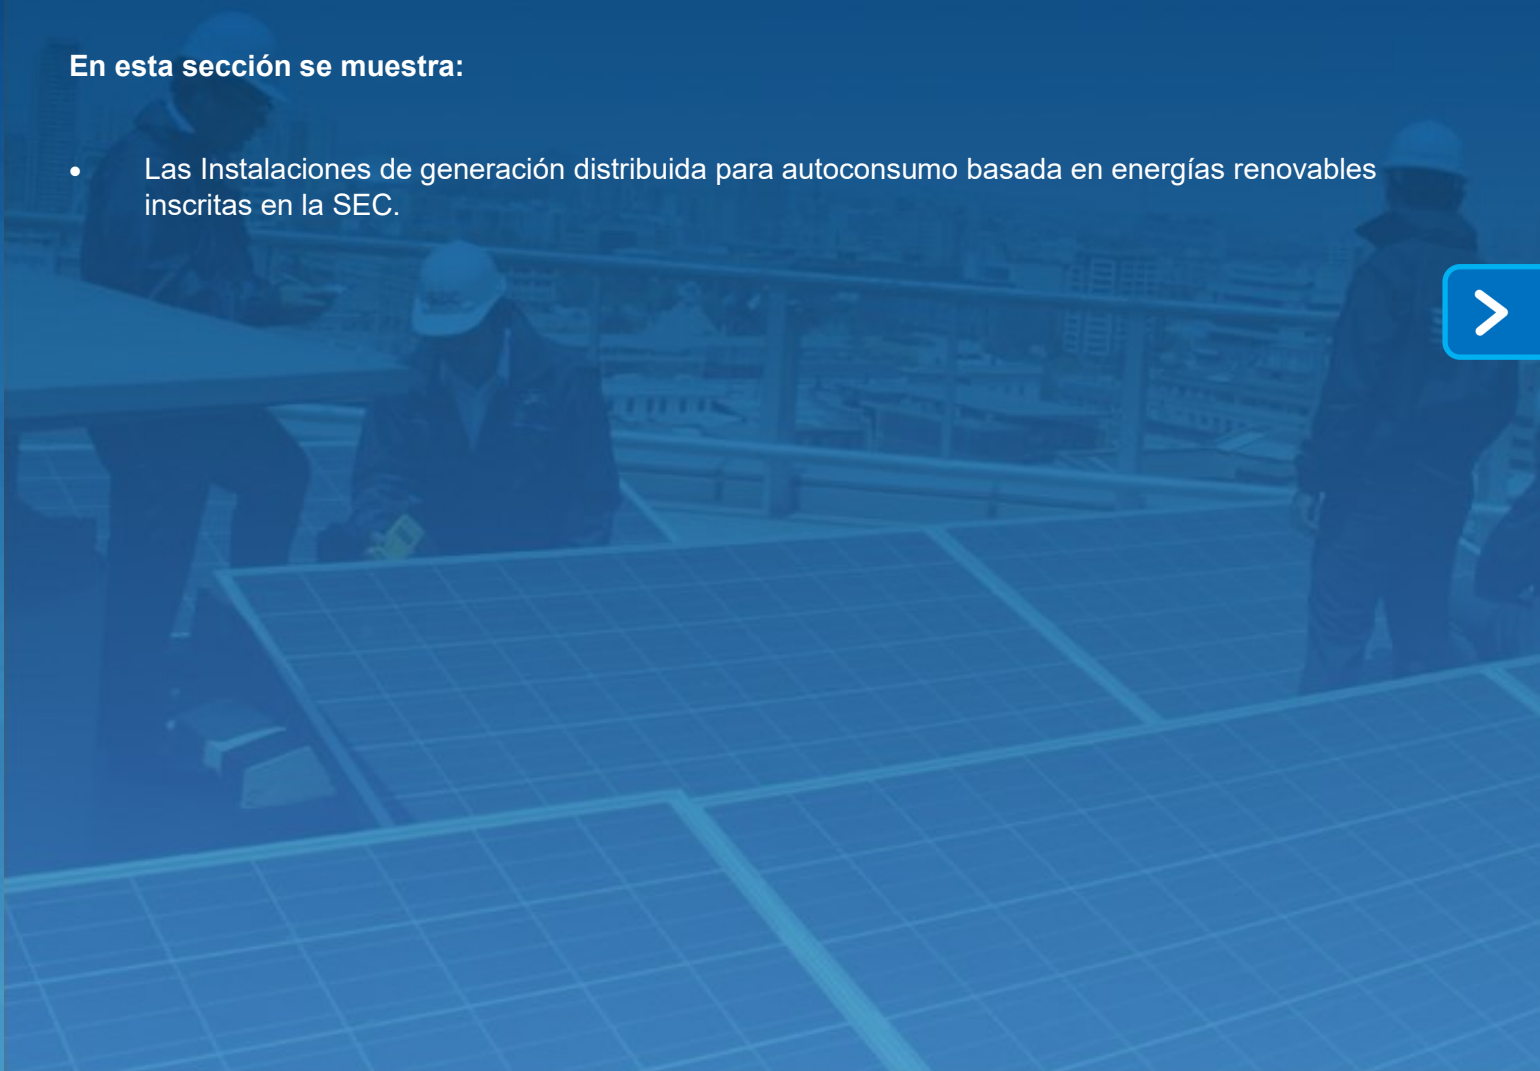 En esta sección se muestra:
• Las Instalaciones de generación distribuida para autoconsumo basada en energías renovables
inscritas en la SEC.